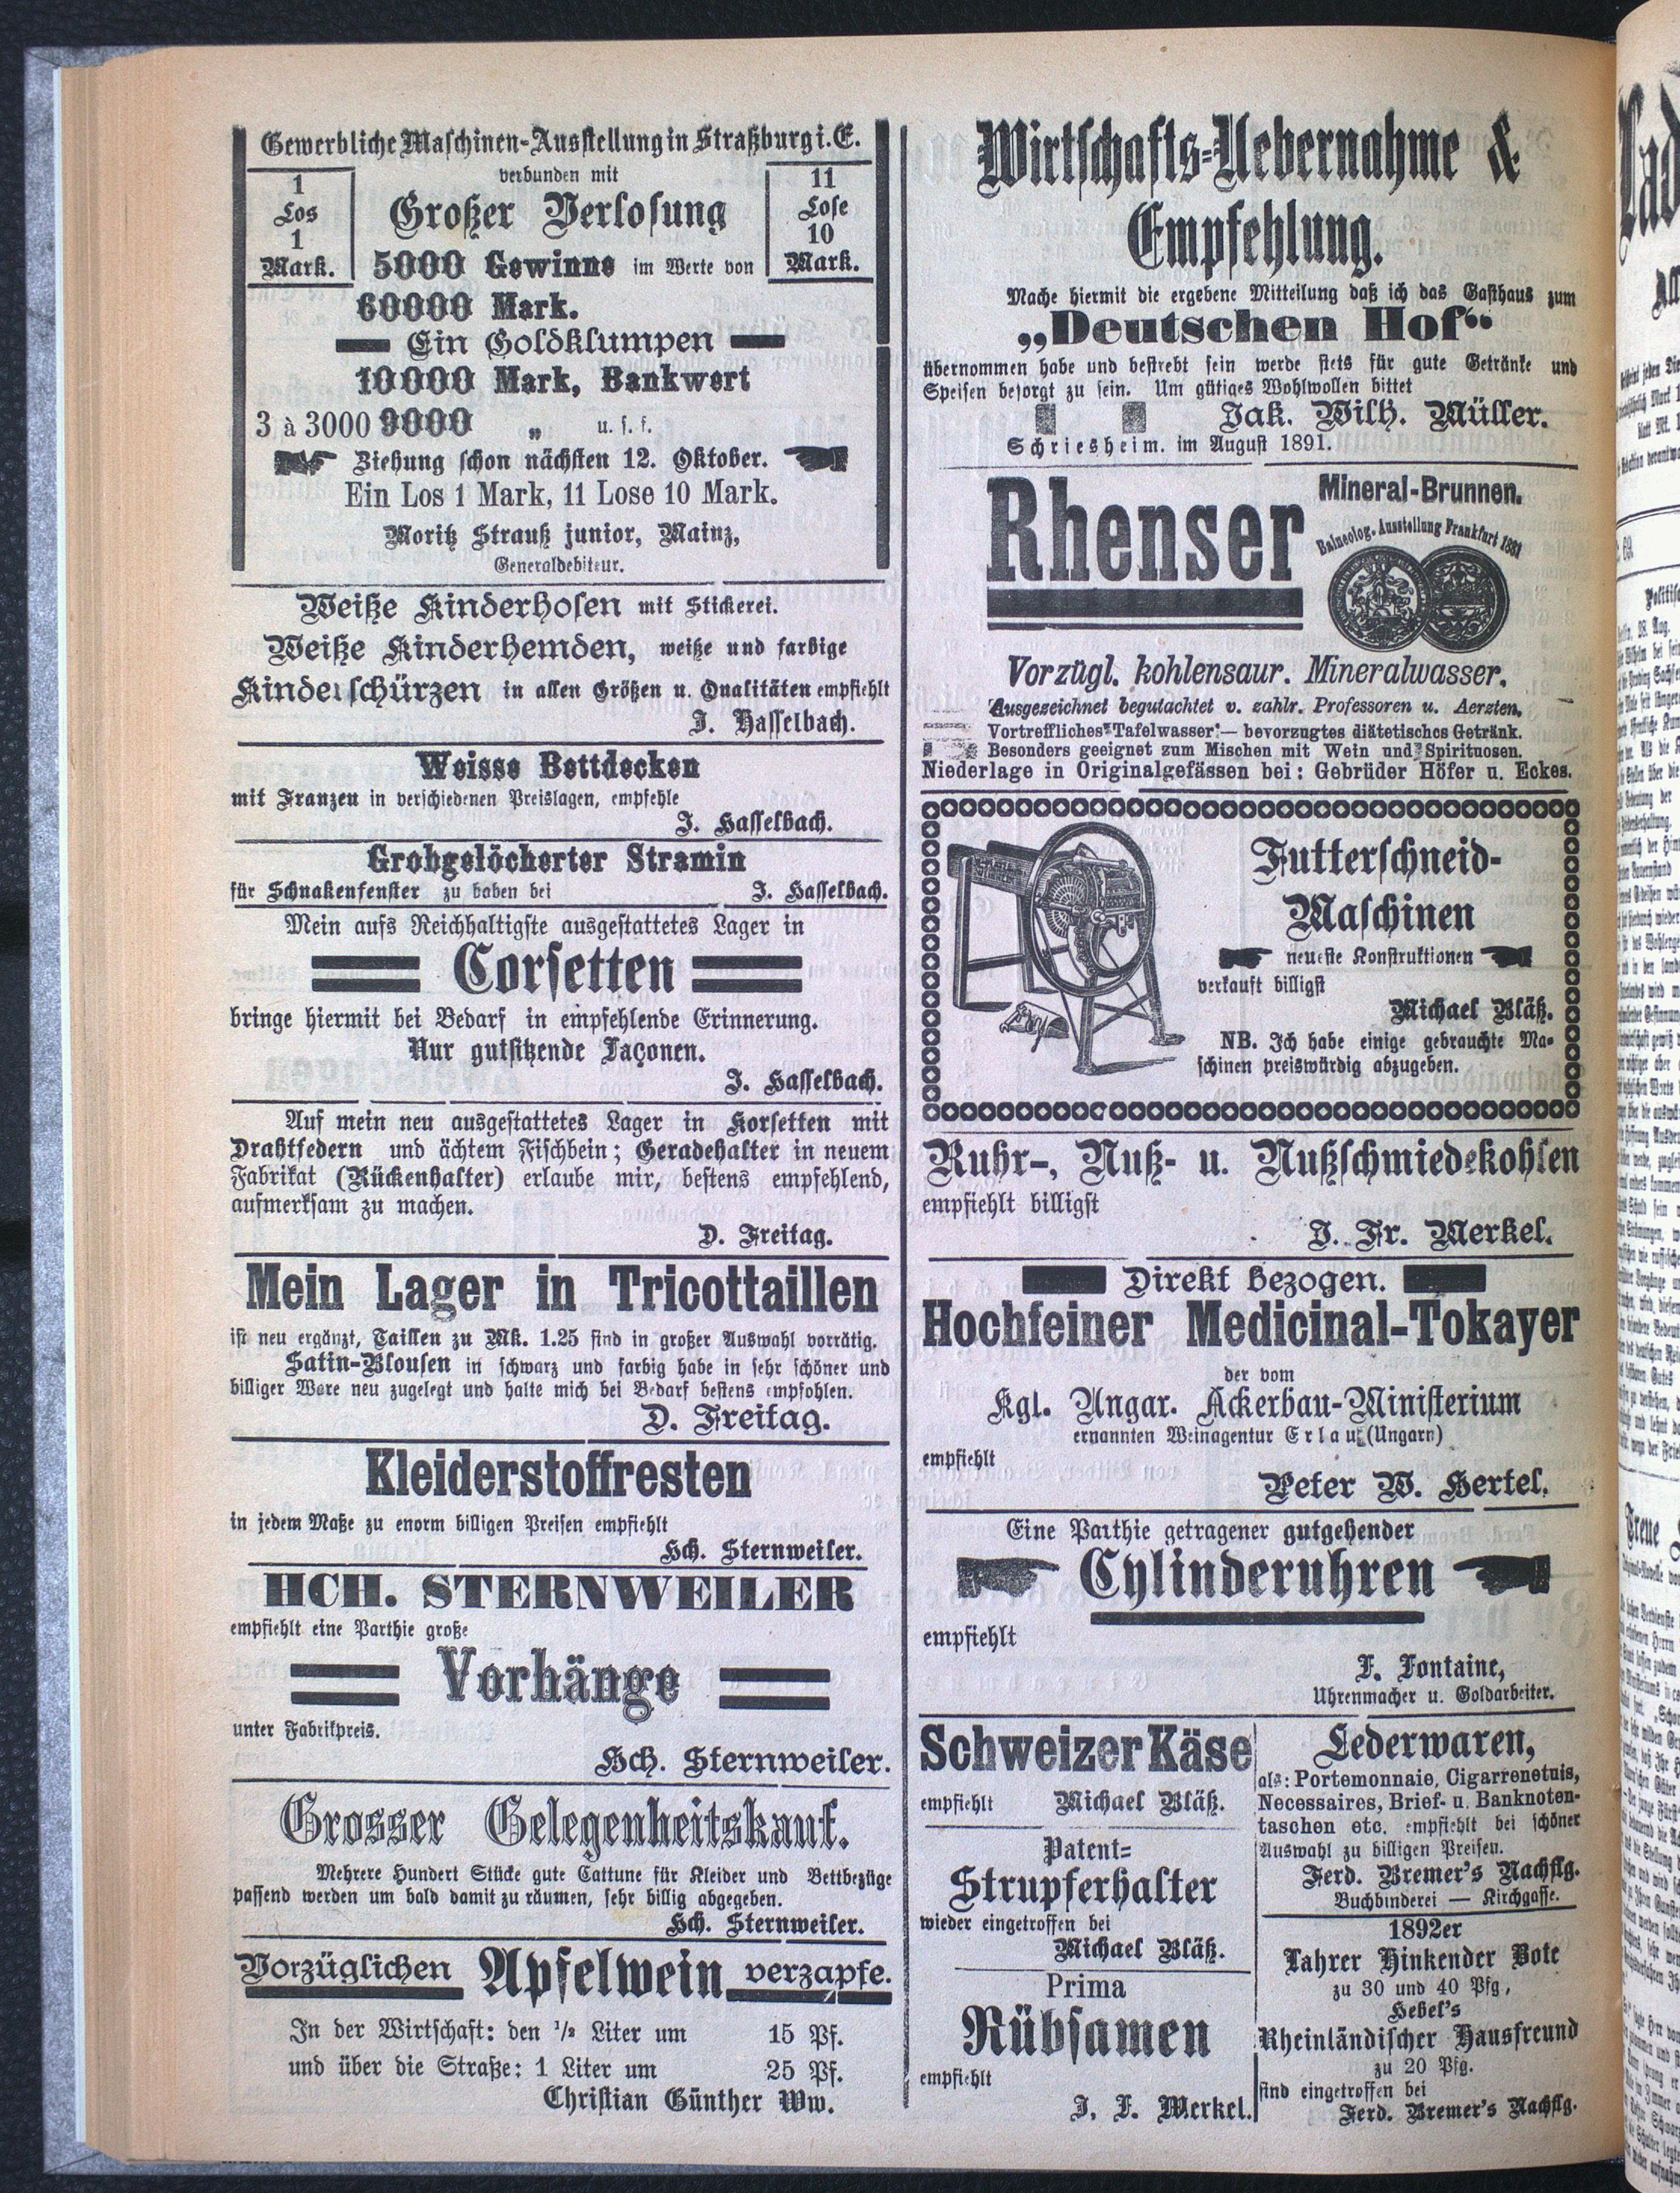 Gewerbliche Maschinen-Ausstellung in Straßburg i. E.
verbunden mit
1
Los
1
Mark.
Großer Verlosung
11
Lose
10
Mark.
5000 Gewinne im Werte von
60000 Mark.
Ein Goldklumpen
10000 Mark, Bankwert
3 à 3000 9000 „ u. s. f.
Ziehung schon nächsten 12. Oktober.
Ein Los 1 Mark, 11 Lose 10 Mark.
Moritz Strauß junior, Mainz,
Generaldebiteur.
Weiße Kinderhosen mit Stickerei.
Weiße Kinderhemden, weiße und farbige
Kinderschürzen in allen Größen u. Qualitäten empfiehlt
J. Hasselbach.
Weisse Bettdecken
mit Franzen in verschiedenen Preislagen, empfehle
J. Hasselbach.
Grobgelöcherter Stramin
für Schnakenfenster zu haben bei J. Hasselbach.
Mein aufs Reichhaltigste ausgestattetes Lager in
Corsetten
bringe hiermit bei Bedarf in empfehlende Erinnerung.
Nur gutsitzende Façonen.
J. Hasselbach.
Auf mein neu ausgestattetes Lager in Korsetten mit
Drahtfedern und ächtem Fischbein; Geradehalter in neuem
Fabrikat (Rückenhalter) erlaube mir, bestens empfehlend,
aufmerksam zu machen.
D. Freitag.
Mein Lager in Tricottaillen
ist neu ergänzt, Taillen zu Mk. 1.25 sind in großer Auswahl vorrätig.
Satin-Blousen in schwarz und farbig habe in sehr schöner und
billiger Ware neu zugelegt und halte mich bei Bedarf bestens empfohlen.
D. Freitag.
Kleiderstoffresten
in jedem Maße zu enorm billigen Preisen empfiehlt
Hch. Sternweiler.
HCH. STERNWEILER
empfiehlt eine Parthie große
Vorhänge
unter Fabrikpreis.
Hch. Sternweiler.
Grosser Gelegenheitskauf.
Mehrere Hundert Stücke gute Cattune für Kleider und Bettbezüge
passend werden um bald damit zu räumen, sehr billig abgegeben.
Hch. Sternweiler.
Vorzüglichen Apfelwein verzapfe.
In der Wirtschaft: den 1/2 Liter um 15 Pf.
und über die Straße: 1 Liter um 25 Pf.
Christian Günther Ww.
Wirtschafts-Uebernahme &
Empfehlung.
Mache hiermit die ergebene Mitteilung daß ich das Gasthaus zum
„Deutschen Hof“
übernommen habe und bestrebt sein werde stets für gute Getränke und
Speisen besorgt zu sein. Um gütiges Wohlwollen bittet
Jak. Wilh. Müller.
Schriesheim. im August 1891.
Rhenser
Mineral-Brunnen.
Balneolog. Ausstellung Frankfurt 1881
Vorzügl. kohlensaur. Mineralwasser.
Ausgezeichnet begutachtet v. zahlr. Professoren u. Aerzten.
Vortreffliches Tafelwasser — bevorzugtes diätetisches Getränk.
Besonders geeignet zum Mischen mit Wein und Spirituosen.
Niederlage in Originalgefässen bei: Gebrüder Höfer u. Eckes.
Futterschneid-
Maschinen
neueste Konstruktionen
verkauft billigst
Michael Bläß.
NB. Ich habe einige gebrauchte Ma-
schinen preiswürdig abzugeben.
Ruhr-, Nuß- u. Nußschmiedekohlen
empfiehlt billigst
J. Fr. Merkel.
Direkt bezogen.
Hochfeiner Medicinal-Tokayer
der vom
Kgl. Ungar. Ackerbau-Ministerium
ernannten Weinagentur Erlau (Ungarn)
empfiehlt
Peter W. Hertel.
Eine Parthie getragener gutgehender
Cylinderuhren
empfiehlt
F. Fontaine,
Uhrenmacher u. Goldarbeiter.
Schweizer Käse
empfiehlt Michael Bläß.
Patent-
Strupferhalter
wieder eingetroffen bei
Michael Bläß.
Prima
Rübsamen
empfiehlt
J. F. Merkel.
Lederwaren,
als: Portemonnaie, Cigarrenetuis,
Necessaires, Brief- u. Banknoten-
taschen etc. empfiehlt bei schöner
Auswahl zu billigen Preisen.
Ferd. Bremer's Nachflg.
Buchbinderei — Kirchgasse.
1892er
Lahrer Hinkender Bote
zu 30 und 40 Pfg,
Hebel's
Rheinländischer Hausfreund
zu 20 Pfg.
sind eingetroffen bei
Ferd. Bremer's Nachflg.